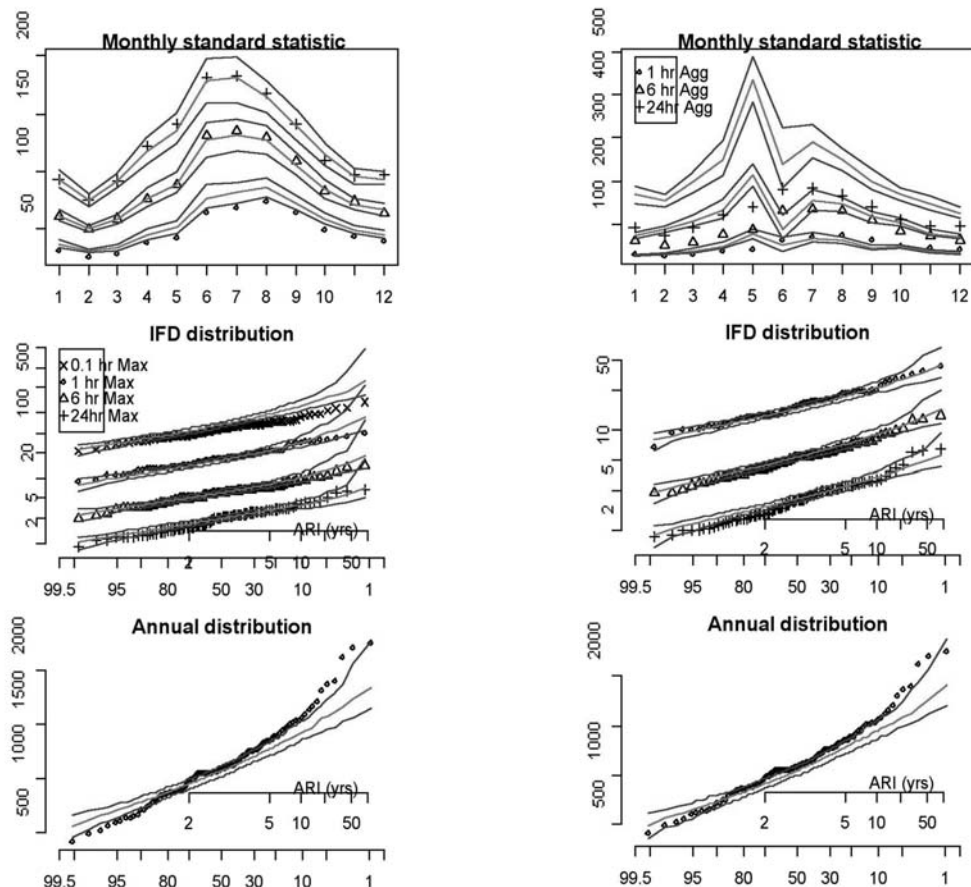 Monthly standard statistic
200
150
100
50
1 2 3 4 5 6 7 8 9 10 12
Monthly standard statistic
500
400
300
200
100
1 2 3 4 5 6 7 8 9 10 12
1 hr Agg
6 hr Agg
24hr Agg
IFD distribution
500
100
20
5
2
0.1 hr Max
1 hr Max
6 hr Max
24hr Max
ARI (yrs)
2 5 10 50
99.5 95 80 50 30 10 1
IFD distribution
50
10
5
2
ARI (yrs)
2 5 10 50
99.5 95 80 50 30 10 1
Annual distribution
2000
1500
1000
500
ARI (yrs)
2 5 10 50
99.5 95 80 50 30 10 1
Annual distribution
2000
1000
500
ARI (yrs)
2 5 10 50
99.5 95 80 50 30 10 1